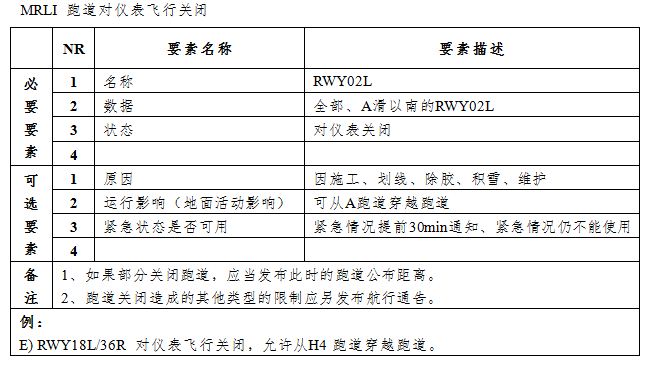 MRLI 跑道对仪表飞行关闭
NR 要素名称 要素描述
必要要素
1 名称 RWY02L
2 数据 全部、A滑以南的RWY02L
3 状态 对仪表关闭
4
可选要素
1 原因 因施工、划线、除胶、积雪、维护
2 运行影响（地面活动影响） 可从A跑道穿越跑道
3 紧急状态是否可用 紧急情况提前30min通知、紧急情况仍不能使用
4
备注
1、如果部分关闭跑道，应当发布此时的跑道公布距离。
2、跑道关闭造成的其他类型的限制应另发布航行通告。
例：
E) RWY18L/36R 对仪表飞行关闭，允许从H4 跑道穿越跑道。